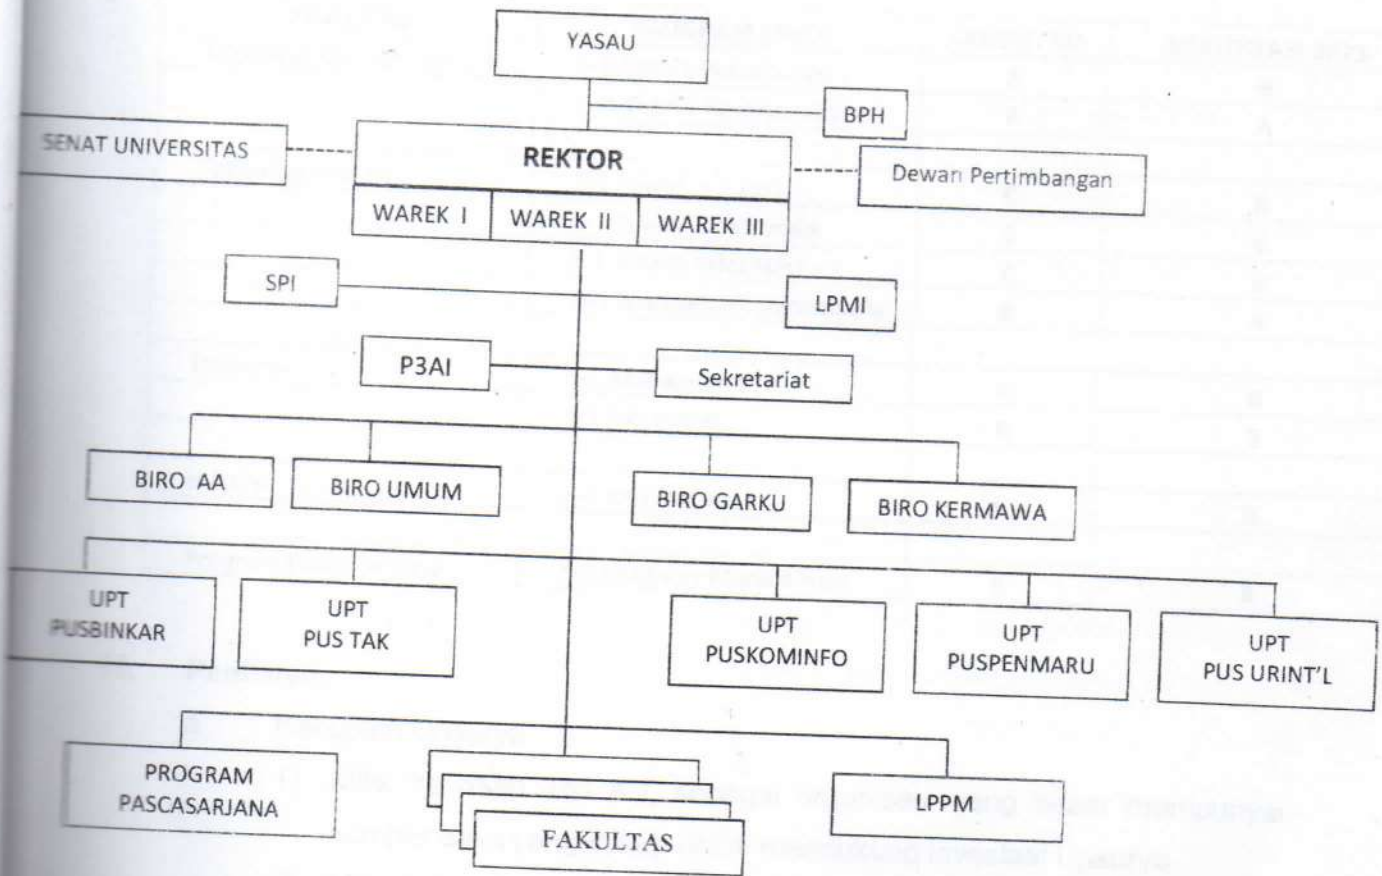 YASAU
BPH
SENAT UNIVERSITAS
REKTOR
Dewan Pertimbangan
WAREK I
WAREK II
WAREK III
SPI
LPMI
P3AI
Sekretariat
BIRO AA
BIRO UMUM
BIRO GARKU
BIRO KERMAWA
UPT
PUSBINKAR
UPT
PUS TAK
UPT
PUSKOMINFO
UPT
PUSPENMARU
UPT
PUS URINT'L
PROGRAM
PASCASARJANA
FAKULTAS
LPPM